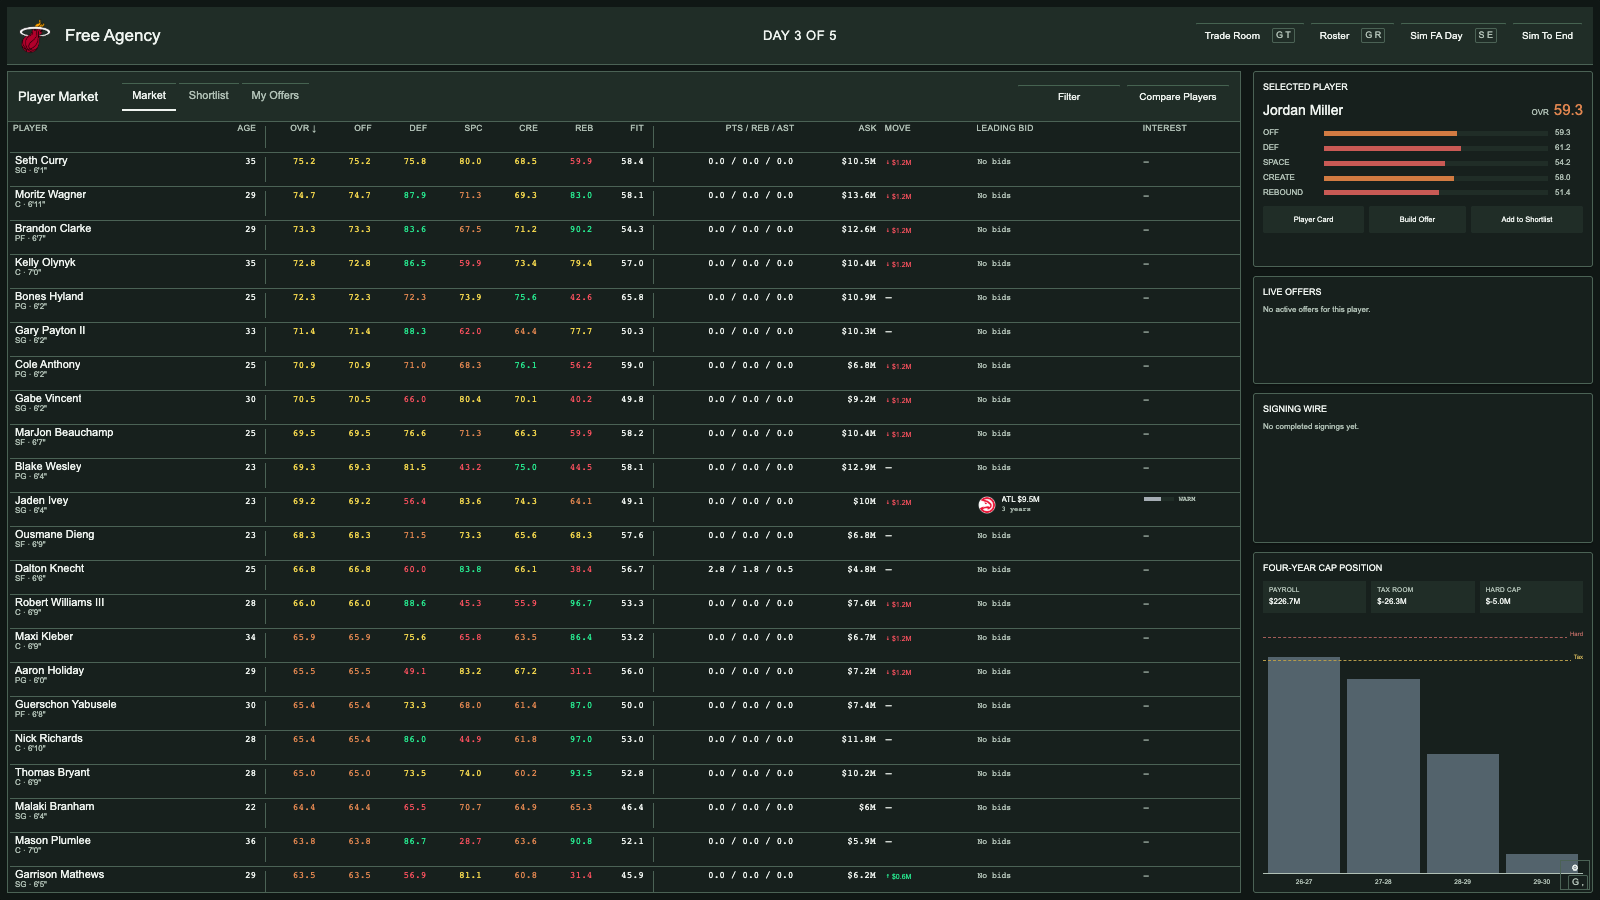 Free Agency
DAY 3 OF 5
Trade Room G T Roster G R Sim FA Day S E Sim To End
Player Market Market Shortlist My Offers Filter Compare Players
PLAYER AGE OVR ↓ OFF DEF SPC CRE REB FIT PTS / REB / AST ASK MOVE LEADING BID INTEREST
Seth Curry 35 75.2 75.2 75.8 80.0 68.5 59.9 58.4 0.0 / 0.0 / 0.0 $10.5M ↓ $1.2M No bids —
SG · 6'1"
Moritz Wagner 29 74.7 74.7 87.9 71.3 69.3 83.0 58.1 0.0 / 0.0 / 0.0 $13.6M ↓ $1.2M No bids —
C · 6'11"
Brandon Clarke 29 73.3 73.3 83.6 67.5 71.2 90.2 54.3 0.0 / 0.0 / 0.0 $12.6M ↓ $1.2M No bids —
PF · 6'7"
Kelly Olynyk 35 72.8 72.8 86.5 59.9 73.4 79.4 57.0 0.0 / 0.0 / 0.0 $10.4M ↓ $1.2M No bids —
C · 7'0"
Bones Hyland 25 72.3 72.3 72.3 73.9 75.6 42.6 65.8 0.0 / 0.0 / 0.0 $10.9M — No bids —
PG · 6'2"
Gary Payton II 33 71.4 71.4 88.3 62.0 64.4 77.7 50.3 0.0 / 0.0 / 0.0 $10.3M — No bids —
SG · 6'2"
Cole Anthony 25 70.9 70.9 71.0 68.3 76.1 56.2 59.0 0.0 / 0.0 / 0.0 $6.8M ↓ $1.2M No bids —
PG · 6'2"
Gabe Vincent 30 70.5 70.5 66.0 80.4 70.1 40.2 49.8 0.0 / 0.0 / 0.0 $9.2M ↓ $1.2M No bids —
SG · 6'2"
MarJon Beauchamp 25 69.5 69.5 76.6 71.3 66.3 59.9 58.2 0.0 / 0.0 / 0.0 $10.4M ↓ $1.2M No bids —
SF · 6'7"
Blake Wesley 23 69.3 69.3 81.5 43.2 75.0 44.5 58.1 0.0 / 0.0 / 0.0 $12.9M — No bids —
PG · 6'4"
Jaden Ivey 23 69.2 69.2 56.4 83.6 74.3 64.1 49.1 0.0 / 0.0 / 0.0 $10M ↓ $1.2M ATL $9.5M WARM
SG · 6'4" 3 years
Ousmane Dieng 23 68.3 68.3 71.5 73.3 65.6 68.3 57.6 0.0 / 0.0 / 0.0 $6.8M — No bids —
SF · 6'9"
Dalton Knecht 25 66.8 66.8 60.0 83.8 66.1 38.4 56.7 2.8 / 1.8 / 0.5 $4.8M — No bids —
SF · 6'6"
Robert Williams III 28 66.0 66.0 88.6 45.3 55.9 96.7 53.3 0.0 / 0.0 / 0.0 $7.6M ↓ $1.2M No bids —
C · 6'9"
Maxi Kleber 34 65.9 65.9 75.6 65.8 63.5 86.4 53.2 0.0 / 0.0 / 0.0 $6.7M ↓ $1.2M No bids —
C · 6'9"
Aaron Holiday 29 65.5 65.5 49.1 83.2 67.2 31.1 56.0 0.0 / 0.0 / 0.0 $7.2M ↓ $1.2M No bids —
PG · 6'0"
Guerschon Yabusele 30 65.4 65.4 73.3 68.0 61.4 87.0 50.0 0.0 / 0.0 / 0.0 $7.4M — No bids —
PF · 6'8"
Nick Richards 28 65.4 65.4 86.0 44.9 61.8 97.0 53.0 0.0 / 0.0 / 0.0 $11.8M — No bids —
C · 6'10"
Thomas Bryant 28 65.0 65.0 73.5 74.0 60.2 93.5 52.8 0.0 / 0.0 / 0.0 $10.2M — No bids —
C · 6'9"
Malaki Branham 22 64.4 64.4 65.5 70.7 64.9 65.3 46.4 0.0 / 0.0 / 0.0 $6M — No bids —
SG · 6'4"
Mason Plumlee 36 63.8 63.8 86.7 28.7 63.6 90.8 52.1 0.0 / 0.0 / 0.0 $5.9M — No bids —
C · 7'0"
Garrison Mathews 29 63.5 63.5 56.9 81.1 60.8 31.4 45.9 0.0 / 0.0 / 0.0 $6.2M ↑ $0.6M No bids —
SG · 6'5"
SELECTED PLAYER
Jordan Miller OVR 59.3
OFF 59.3
DEF 61.2
SPACE 54.2
CREATE 58.0
REBOUND 51.4
Player Card Build Offer Add to Shortlist
LIVE OFFERS
No active offers for this player.
SIGNING WIRE
No completed signings yet.
FOUR-YEAR CAP POSITION
PAYROLL TAX ROOM HARD CAP
$226.7M $-26.3M $-5.0M
Hard
Tax
26-27 27-28 28-29 29-30
G ,